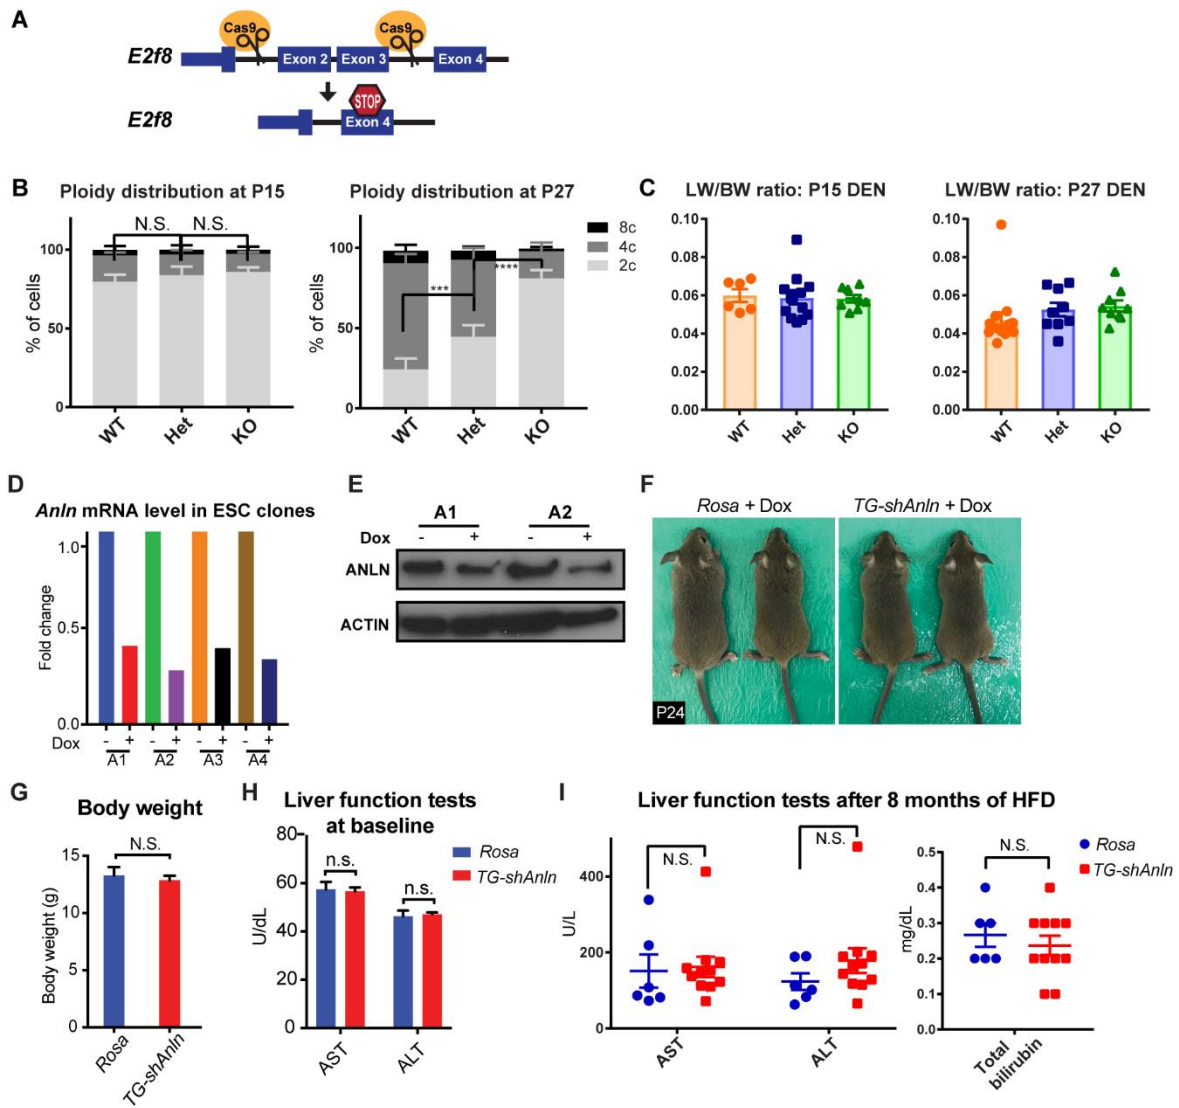 A
Cas9 Cas9
E2f8 Exon 2 Exon 3 Exon 4
STOP
E2f8 Exon 4
B
Ploidy distribution at P15
N.S. N.S.
% of cells
100
50
0
WT Het KO
Ploidy distribution at P27
*** ****
% of cells
100
50
0
WT Het KO
8c
4c
2c
C
LW/BW ratio: P15 DEN
0.10
0.08
0.06
0.04
0.02
0.00
WT Het KO
LW/BW ratio: P27 DEN
0.10
0.08
0.06
0.04
0.02
0.00
WT Het KO
D
Anln mRNA level in ESC clones
Fold change
1.0
0.5
0.0
Dox - + - + - + - +
A1 A2 A3 A4
E
A1 A2
Dox - + - +
ANLN
ACTIN
F
Rosa + Dox TG-shAnln + Dox
P24
G
Body weight
N.S.
Body weight (g)
15
10
5
0
Rosa TG-shAnln
H
Liver function tests
at baseline
Rosa
TG-shAnln
n.s. n.s.
U/dL
80
60
40
20
0
AST ALT
I
Liver function tests after 8 months of HFD
N.S. N.S.
U/L
400
200
0
AST ALT
N.S.
mg/dL
0.5
0.4
0.3
0.2
0.1
0.0
Total
bilirubin
Rosa
TG-shAnln